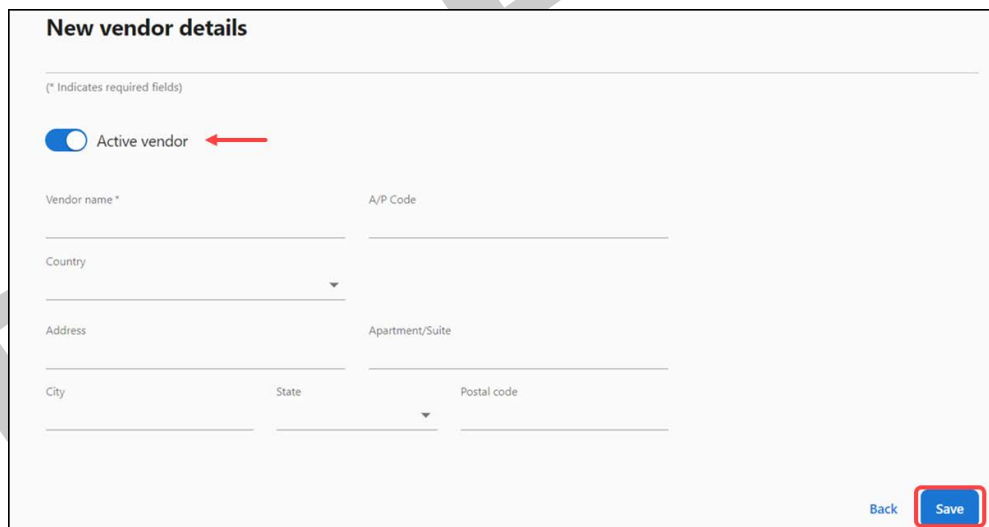 New vendor details
(* Indicates required fields)
Active vendor
Vendor name * A/P Code
Country
Address Apartment/Suite
City State Postal code
Back Save